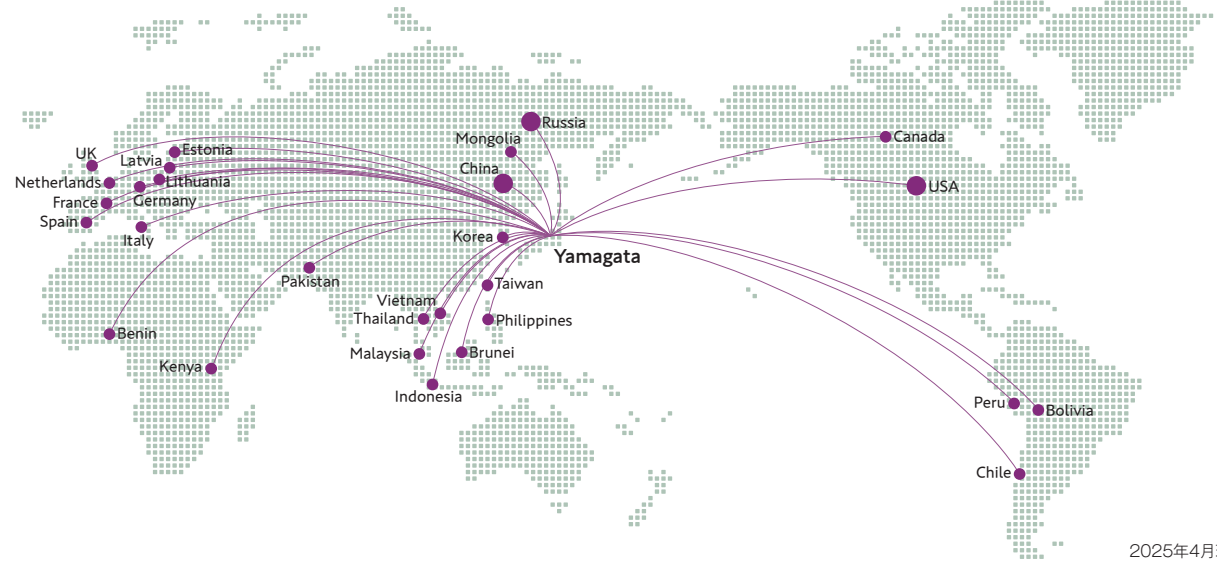 Russia
Mongolia
Canada
Estonia
UK
Latvia
China
Netherlands
Lithuania
USA
Germany
France
Spain
Italy
Korea
Yamagata
Pakistan
Taiwan
Vietnam
Thailand
Philippines
Benin
Malaysia
Brunei
Kenya
Indonesia
Peru
Bolivia
Chile
2025年4月